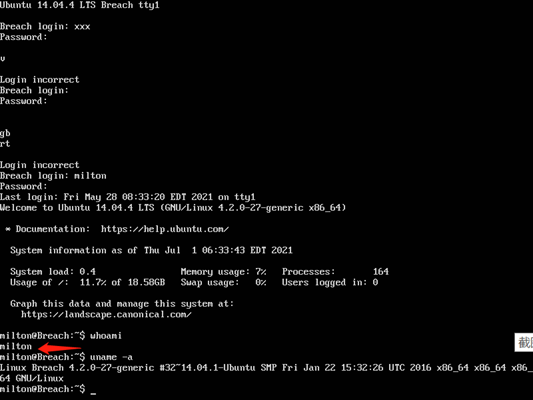 Ubuntu 14.04.4 LTS Breach tty1
Breach login: xxx
Password:
v
Login incorrect
Breach login:
Password:
gb
rt
Login incorrect
Breach login: milton
Password:
Last login: Fri May 28 08:33:20 EDT 2021 on tty1
Welcome to Ubuntu 14.04.4 LTS (GNU/Linux 4.2.0-27-generic x86_64)
* Documentation:  https://help.ubuntu.com/
System information as of Thu Jul  1 06:33:43 EDT 2021
System load: 0.4 Memory usage: 7% Processes: 164
Usage of /: 11.7% of 18.58GB Swap usage: 0% Users logged in: 0
Graph this data and manage this system at:
https://landscape.canonical.com/
milton@Breach:~$ whoami
milton
milton@Breach:~$ uname -a
Linux Breach 4.2.0-27-generic #32~14.04.1-Ubuntu SMP Fri Jan 22 15:32:26 UTC 2016 x86_64 x86_64 x86_
64 GNU/Linux
milton@Breach:~$ _